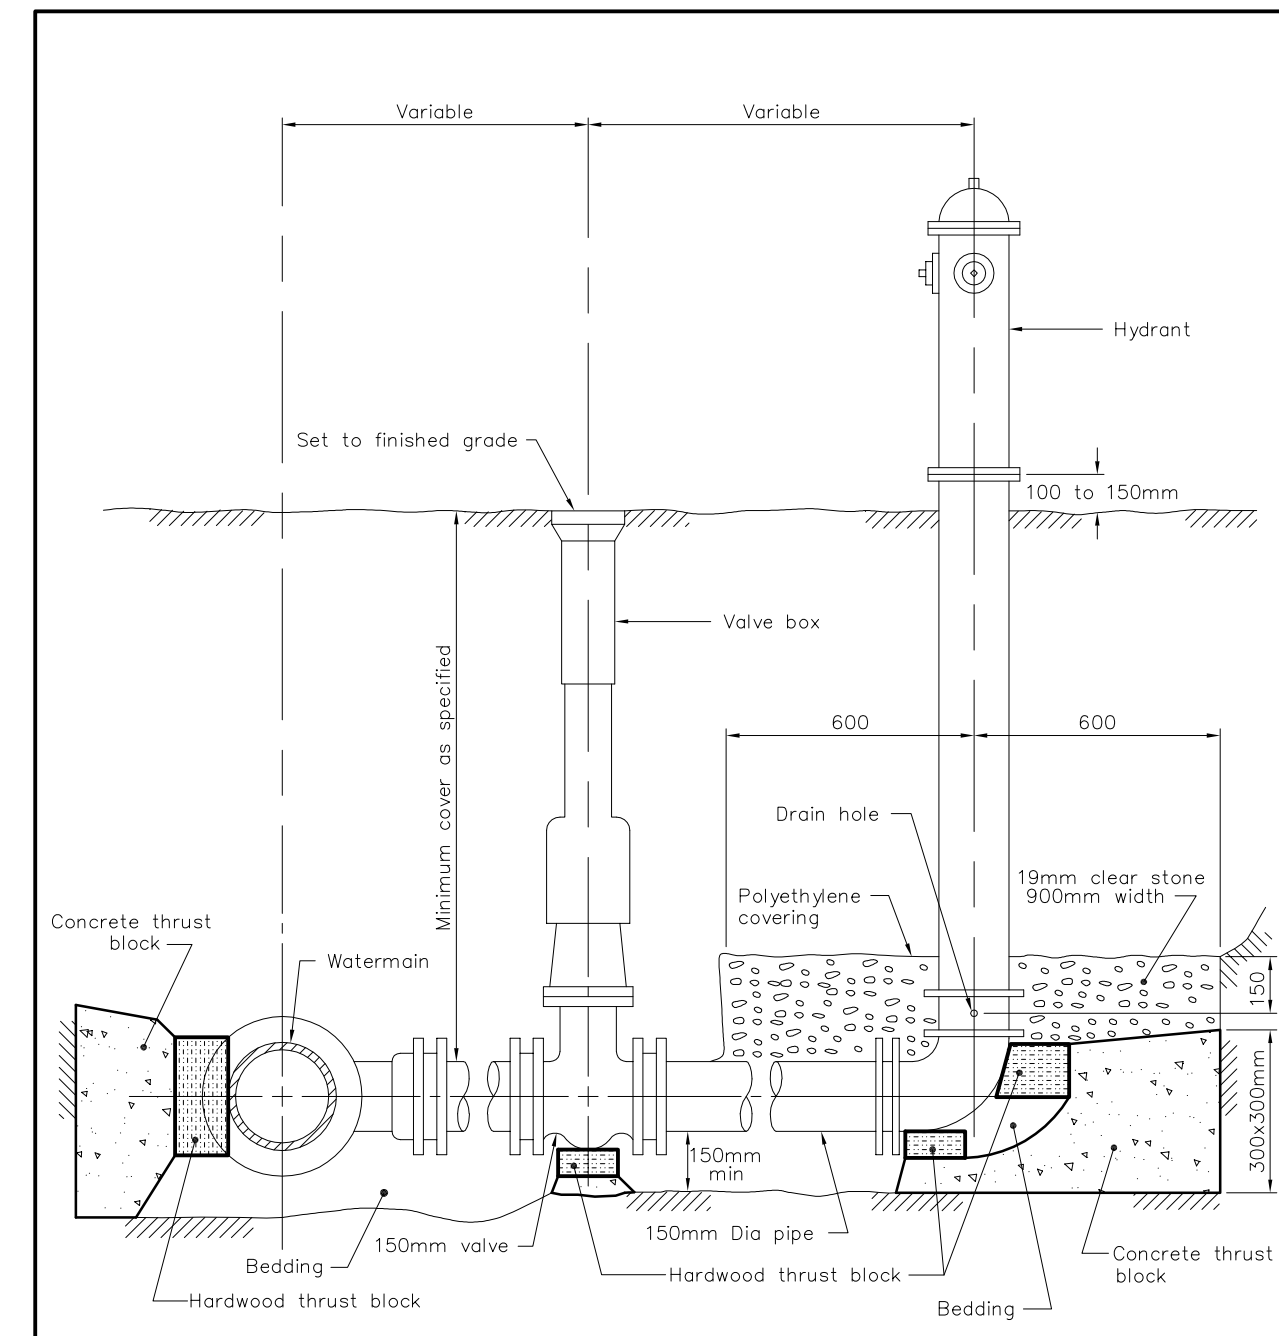 Variable
Variable
Hydrant
Set to finished grade
100 to 150mm
Valve box
Minimum cover as specified
600
600
Drain hole
19mm clear stone
900mm width
Polyethylene
covering
Concrete thrust
block
Watermain
150
300x300mm
150mm
min
150mm Dia pipe
150mm valve
Bedding
Hardwood thrust block
Hardwood thrust block
Concrete thrust
block
Bedding